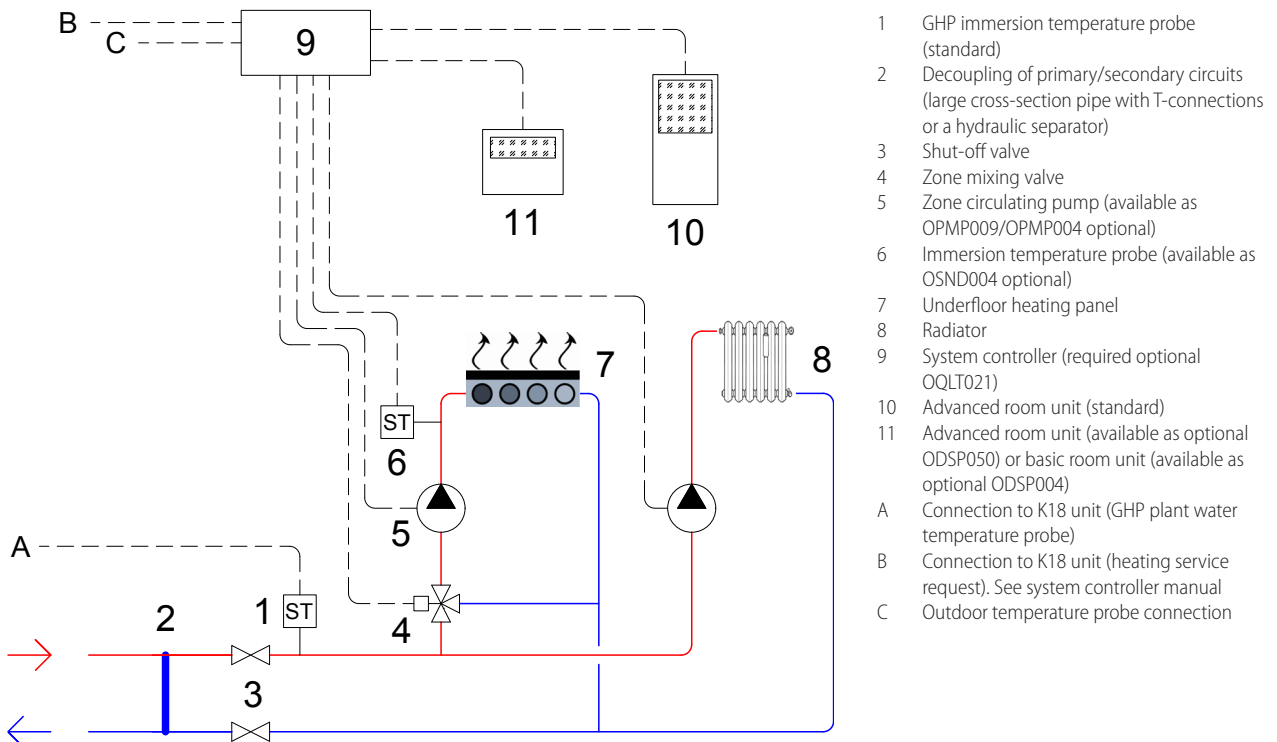 B
C
9
11
10
7
8
ST
6
5
A
1
ST
2
4
3
1 GHP immersion temperature probe
(standard)
2 Decoupling of primary/secondary circuits
(large cross-section pipe with T-connections
or a hydraulic separator)
3 Shut-off valve
4 Zone mixing valve
5 Zone circulating pump (available as
OPMP009/OPMP004 optional)
6 Immersion temperature probe (available as
OSND004 optional)
7 Underfloor heating panel
8 Radiator
9 System controller (required optional
OQLT021)
10 Advanced room unit (standard)
11 Advanced room unit (available as optional
ODSP050) or basic room unit (available as
optional ODSP004)
A Connection to K18 unit (GHP plant water
temperature probe)
B Connection to K18 unit (heating service
request). See system controller manual
C Outdoor temperature probe connection